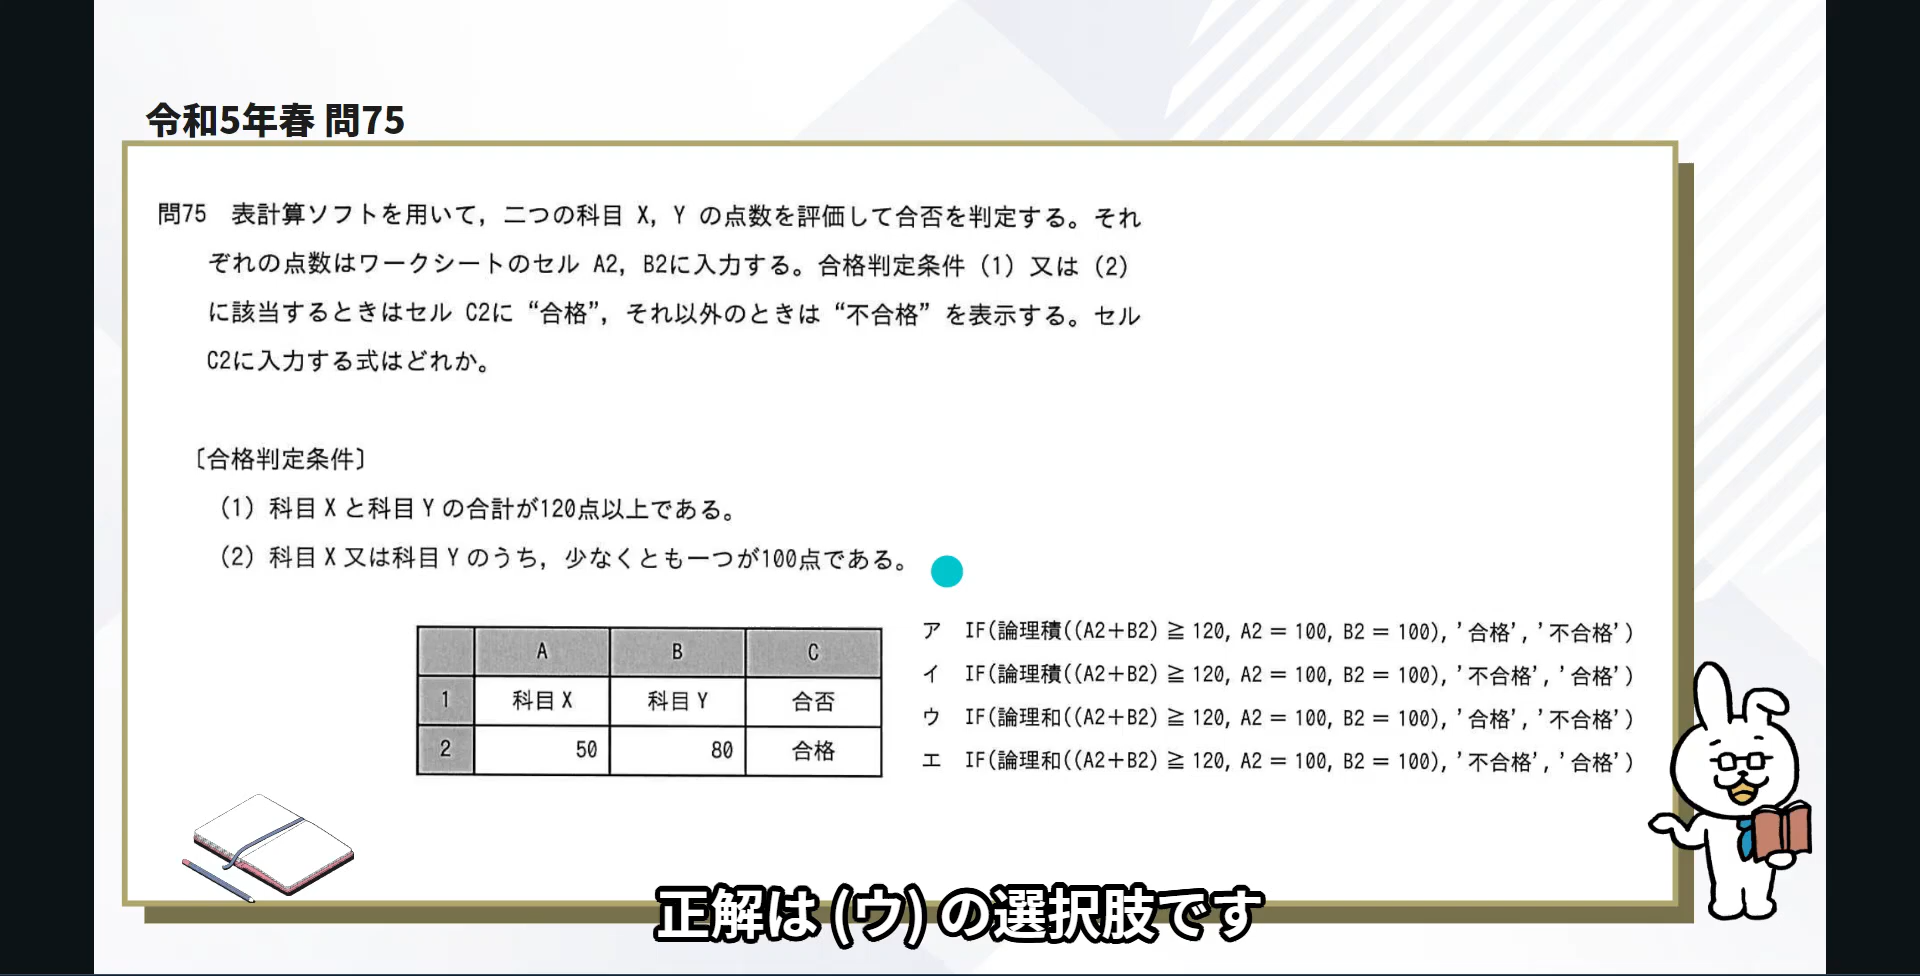 令和5年春 問75
問75 表計算ソフトを用いて，二つの科目 X，Y の点数を評価して合否を判定する。それ
ぞれの点数はワークシートのセル A2，B2に入力する。合格判定条件（1）又は（2）
に該当するときはセル C2に “合格”，それ以外のときは “不合格” を表示する。セル
C2に入力する式はどれか。
〔合格判定条件〕
（1）科目 X と科目 Y の合計が120点以上である。
（2）科目 X 又は科目 Y のうち，少なくとも一つが100点である。
A B C
1 科目 X 科目 Y 合否
2 50 80 合格
ア IF(論理積((A2＋B2) ≧ 120, A2 ＝ 100, B2 ＝ 100), '合格', '不合格')
イ IF(論理積((A2＋B2) ≧ 120, A2 ＝ 100, B2 ＝ 100), '不合格', '合格')
ウ IF(論理和((A2＋B2) ≧ 120, A2 ＝ 100, B2 ＝ 100), '合格', '不合格')
エ IF(論理和((A2＋B2) ≧ 120, A2 ＝ 100, B2 ＝ 100), '不合格', '合格')
正解は (ウ) の選択肢です